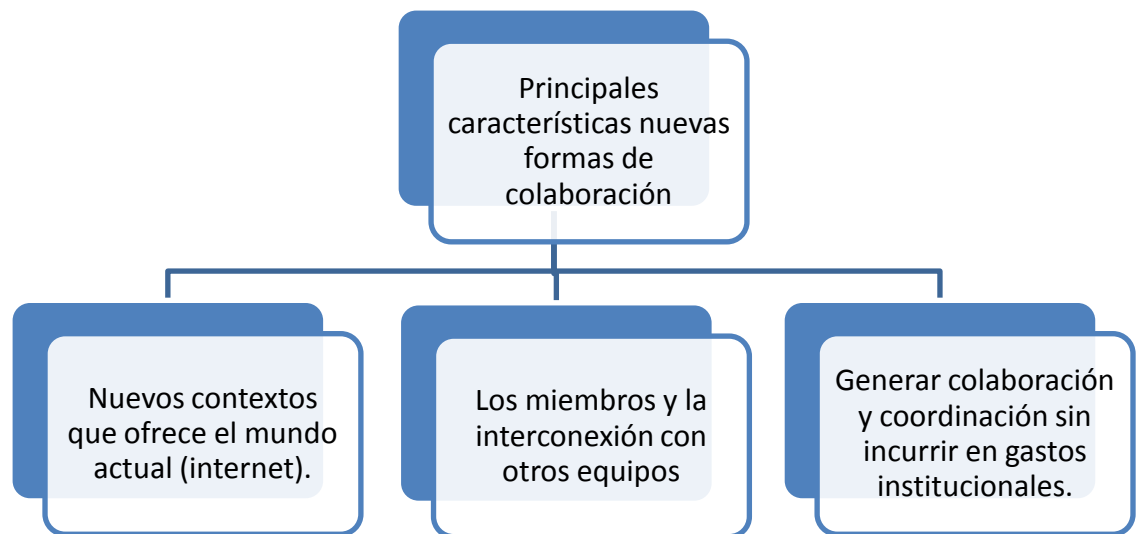 Principales
características nuevas
formas de
colaboración
Nuevos contextos
que ofrece el mundo
actual (internet).
Los miembros y la
interconexión con
otros equipos
Generar colaboración
y coordinación sin
incurrir en gastos
institucionales.